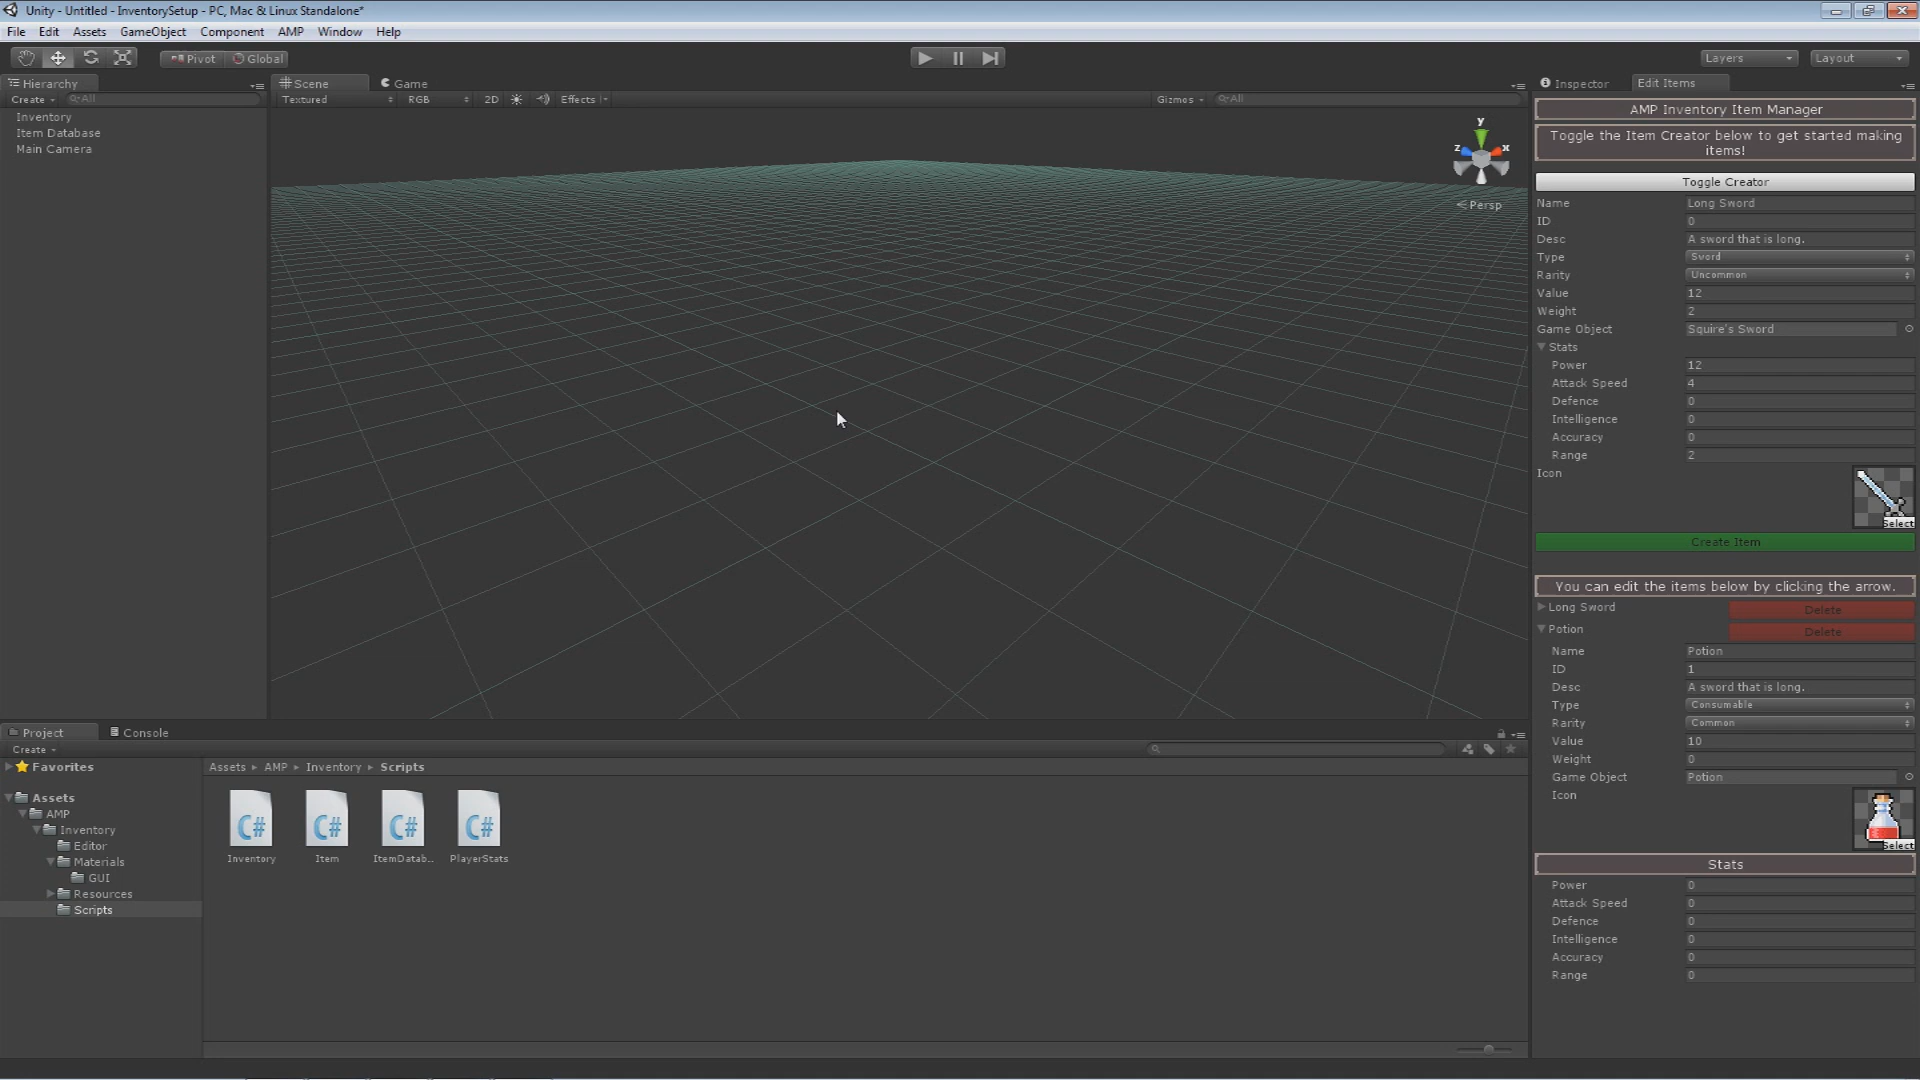 Unity - Untitled - InventorySetup - PC, Mac & Linux Standalone*
File Edit Assets GameObject Component AMP Window Help
Pivot Global Layers Layout
Hierarchy
Create All
Inventory
Item Database
Main Camera
Scene Game
Textured RGB 2D Effects Gizmos All
y
z x
Persp
Inspector Edit Items
AMP Inventory Item Manager
Toggle the Item Creator below to get started making
items!
Toggle Creator
Name Long Sword
ID 0
Desc A sword that is long.
Type Sword
Rarity Uncommon
Value 12
Weight 2
Game Object Squire's Sword
Stats
Power 12
Attack Speed 4
Defence 0
Intelligence 0
Accuracy 0
Range 2
Icon
Select
Create Item
You can edit the items below by clicking the arrow.
Long Sword Delete
Potion Delete
Name Potion
ID 1
Desc A sword that is long.
Type Consumable
Rarity Common
Value 10
Weight 0
Game Object Potion
Icon
Select
Stats
Power 0
Attack Speed 0
Defence 0
Intelligence 0
Accuracy 0
Range 0
Project Console
Create
Favorites
Assets
AMP
Inventory
Editor
Materials
GUI
Resources
Scripts
Assets AMP Inventory Scripts
C# C# C# C#
Inventory Item ItemDatab... PlayerStats